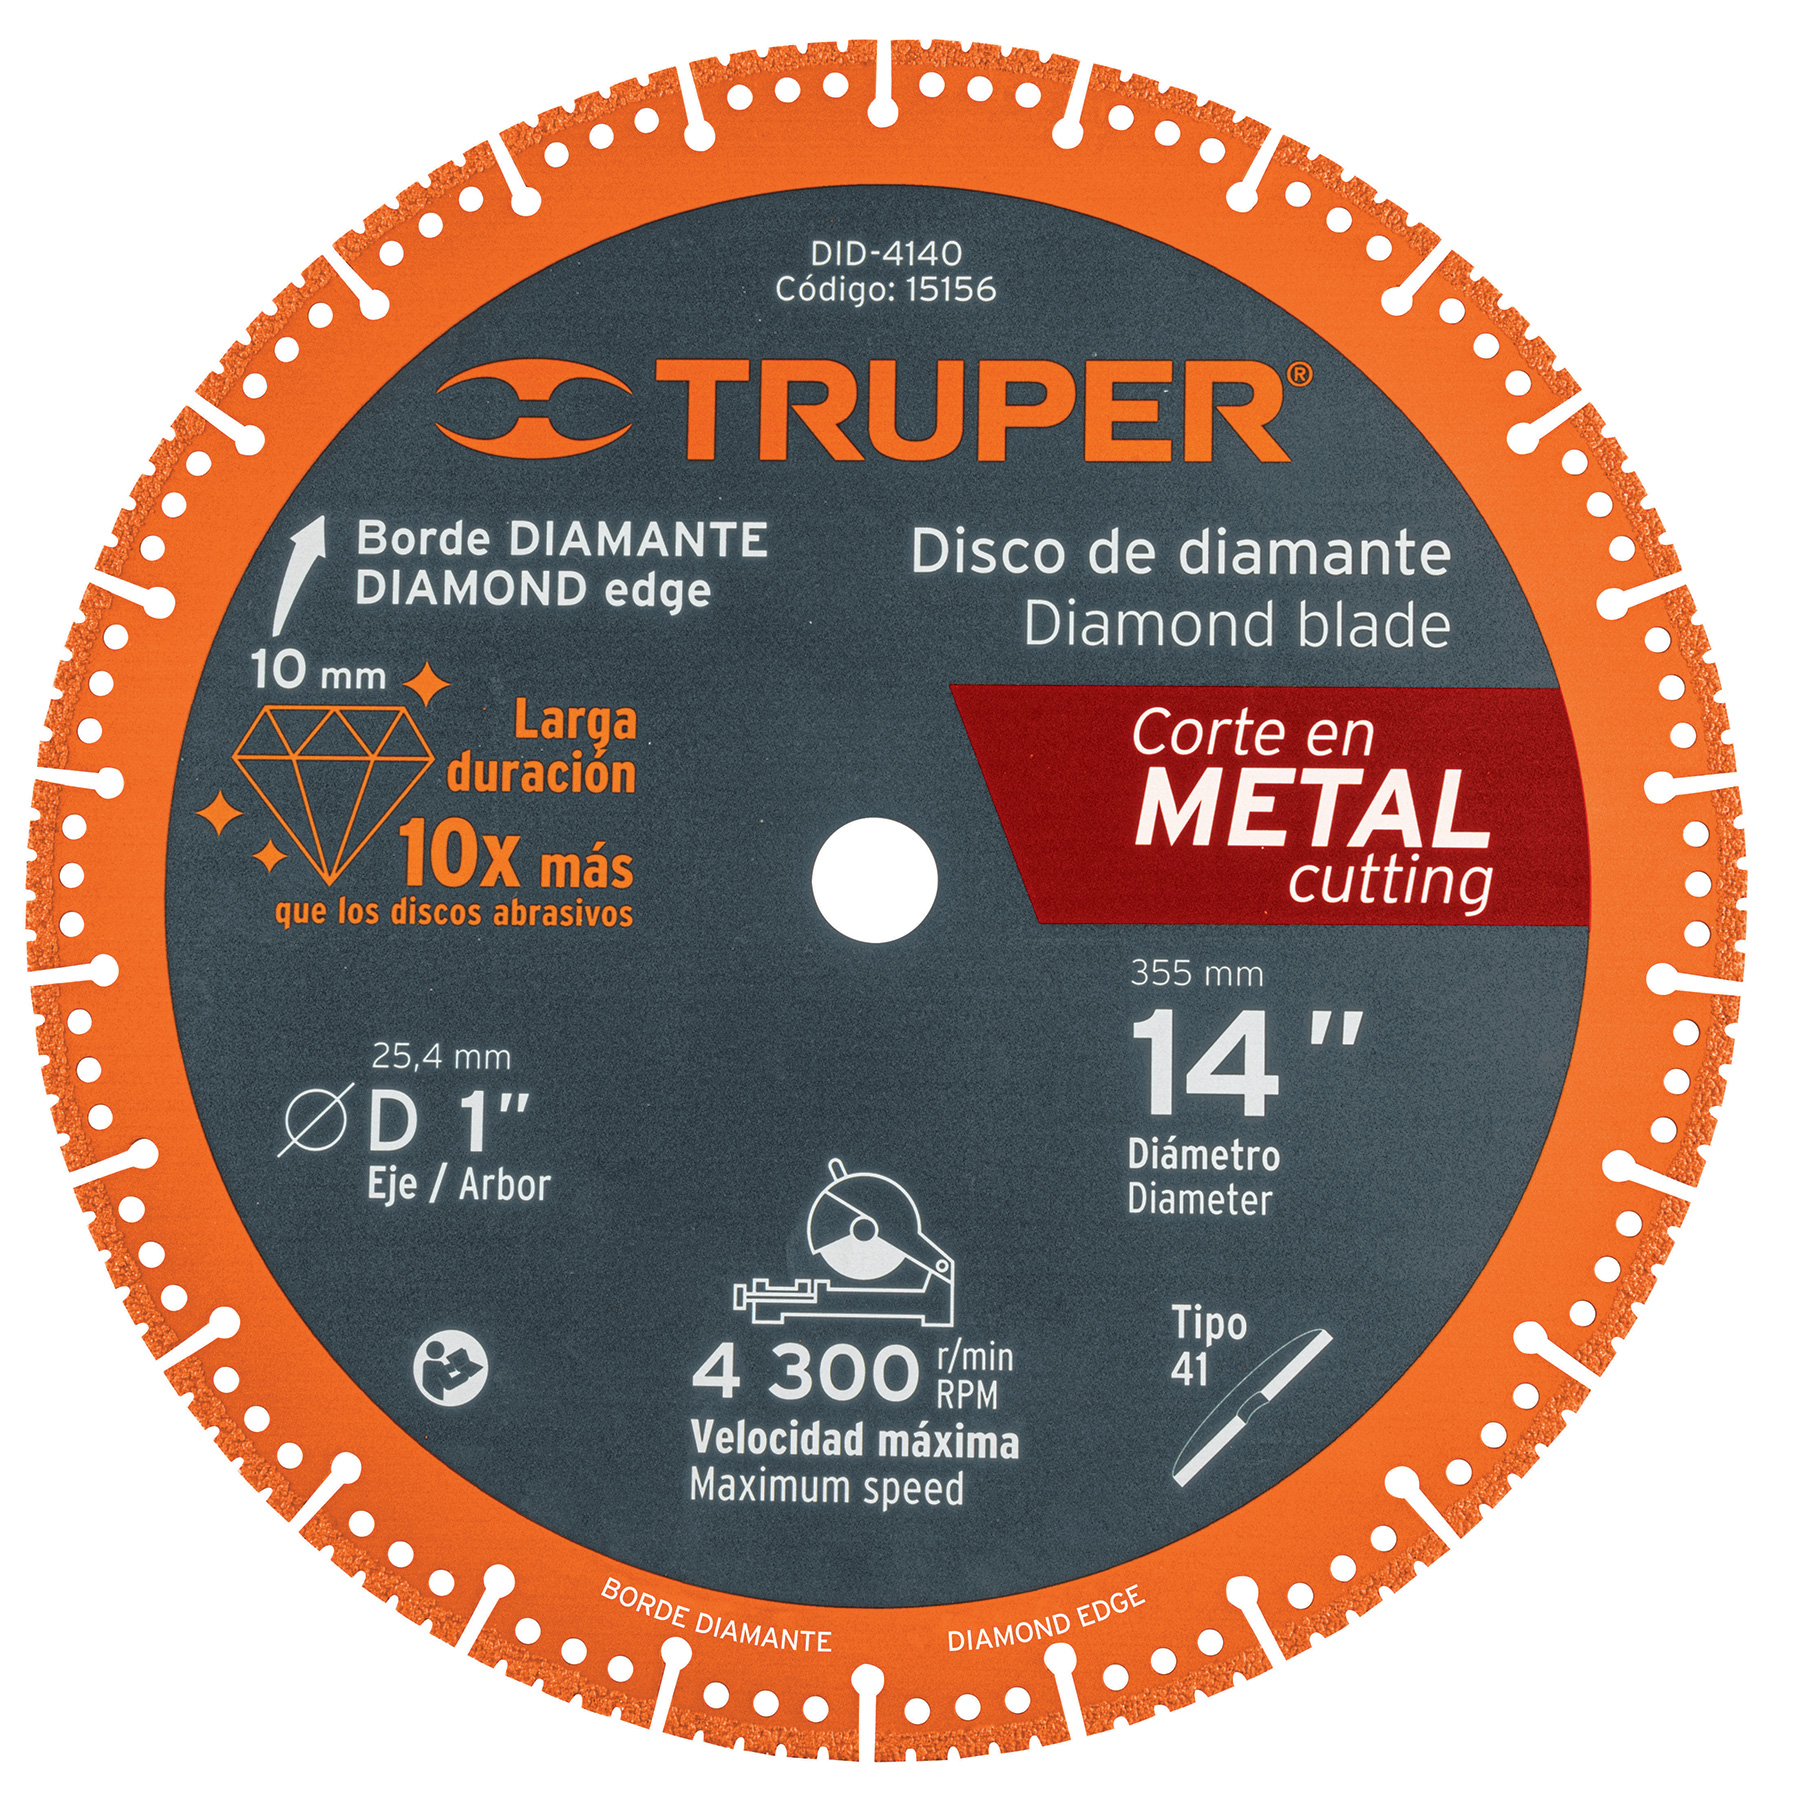 DID-4140
Código: 15156
TRUPER®
Borde DIAMANTE
DIAMOND edge
10 mm
Disco de diamante
Diamond blade
Larga
duración
10x más
que los discos abrasivos
Corte en
METAL
cutting
355 mm
14"
Diámetro
Diameter
25,4 mm
D 1"
Eje / Arbor
4 300 r/min
RPM
Velocidad máxima
Maximum speed
Tipo
41
BORDE DIAMANTE
DIAMOND EDGE